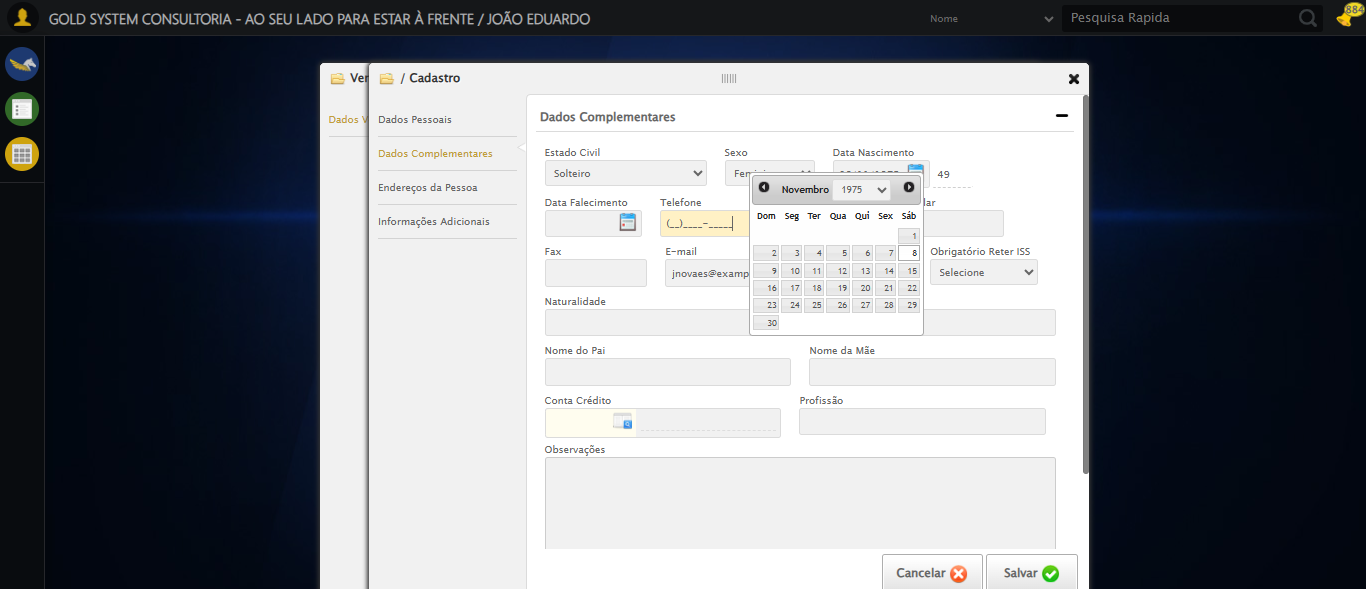 GOLD SYSTEM CONSULTORIA - AO SEU LADO PARA ESTAR À FRENTE / JOÃO EDUARDO
Nome
Pesquisa Rapida
884
/ Cadastro
Dados Pessoais
Dados Complementares
Endereços da Pessoa
Informações Adicionais
Dados Complementares
Estado Civil Sexo Data Nascimento
Solteiro 49
Data Falecimento Telefone
(__)____-_____
Fax E-mail Obrigatório Reter ISS
jnovaes@examp Selecione
Novembro 1975
Dom Seg Ter Qua Qui Sex Sáb
1
2 3 4 5 6 7 8
9 10 11 12 13 14 15
16 17 18 19 20 21 22
23 24 25 26 27 28 29
30
Naturalidade
Nome do Pai Nome da Mãe
Conta Crédito Profissão
Observações
Cancelar Salvar